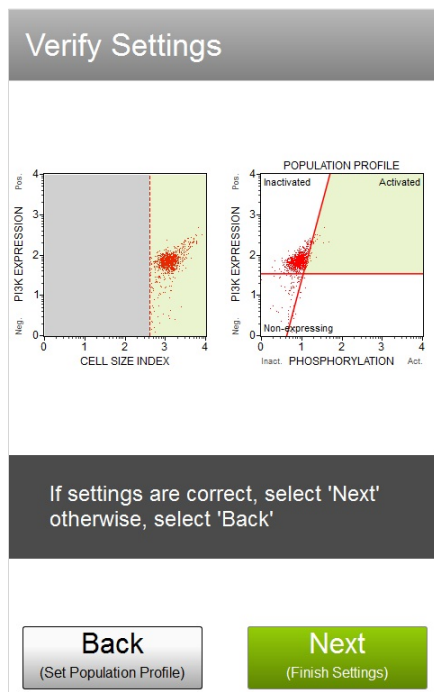 Verify Settings
POPULATION PROFILE
Pos.
PI3K EXPRESSION
Neg.
4
3
2
1
0
0 1 2 3 4
CELL SIZE INDEX
Pos.
PI3K EXPRESSION
Neg.
4
3
2
1
0
Inactivated Activated
Non-expressing
0 1 2 3 4
Inact. PHOSPHORYLATION Act.
If settings are correct, select 'Next'
otherwise, select 'Back'
Back
(Set Population Profile)
Next
(Finish Settings)